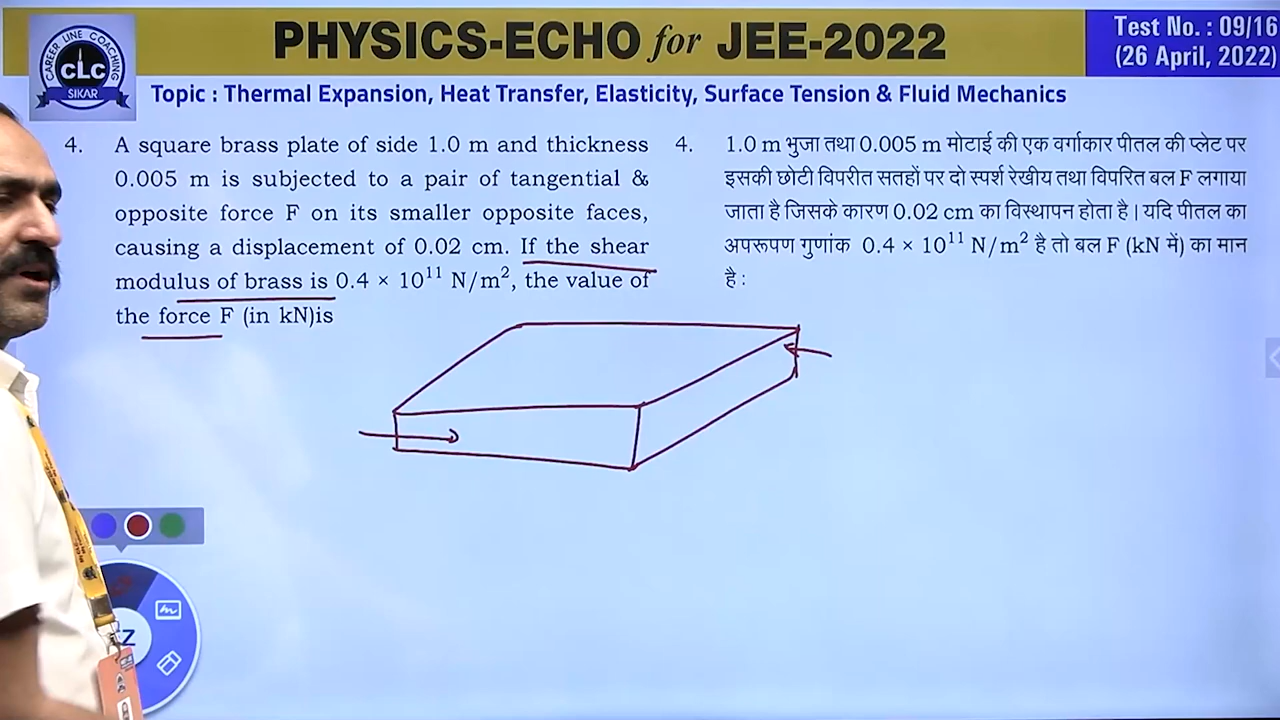 PHYSICS-ECHO for JEE-2022
Test No. : 09/16
(26 April, 2022)
CAREER LINE COACHING
CLC
SIKAR
Topic : Thermal Expansion, Heat Transfer, Elasticity, Surface Tension & Fluid Mechanics
4. A square brass plate of side 1.0 m and thickness
0.005 m is subjected to a pair of tangential &
opposite force F on its smaller opposite faces,
causing a displacement of 0.02 cm. If the shear
modulus of brass is 0.4 × 10¹¹ N/m², the value of
the force F (in kN)is
4. 1.0 m भुजा तथा 0.005 m मोटाई की एक वर्गाकार पीतल की प्लेट पर
इसकी छोटी विपरीत सतहों पर दो स्पर्श रेखीय तथा विपरित बल F लगाया
जाता है जिसके कारण 0.02 cm का विस्थापन होता है। यदि पीतल का
अपरूपण गुणांक 0.4 × 10¹¹ N/m² है तो बल F (kN में) का मान
है :